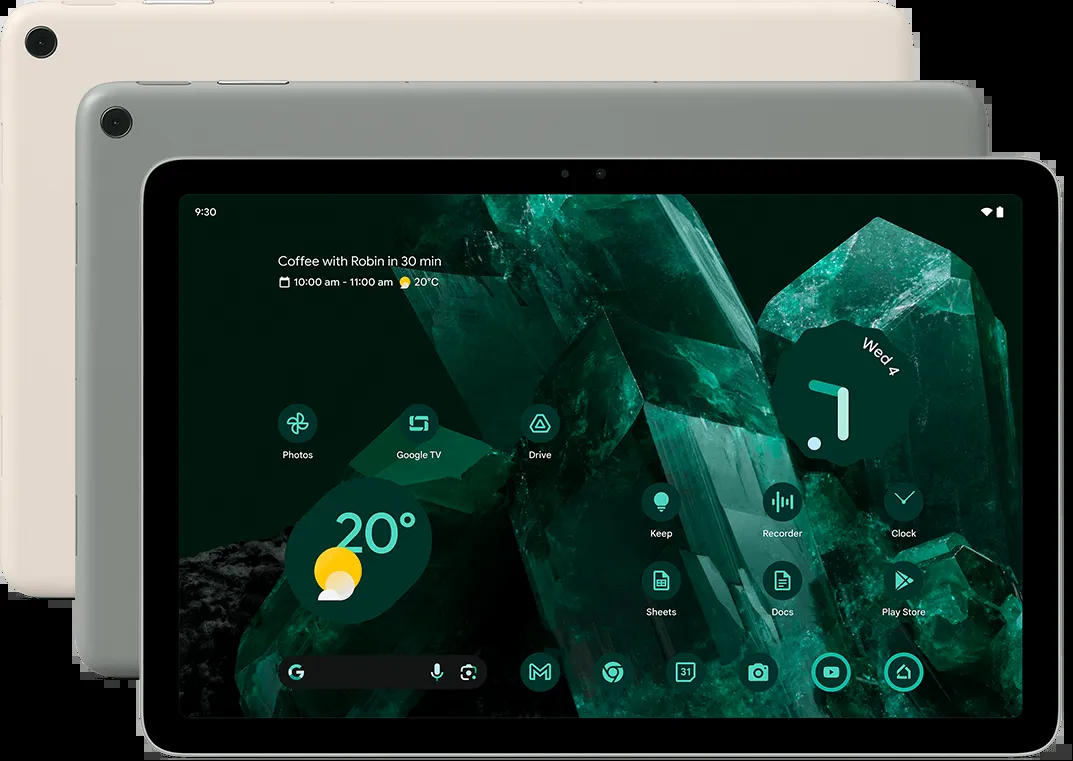 9:30
Coffee with Robin in 30 min
10:00 am - 11:00 am 20°C
Wed 4
Photos
Google TV
Drive
20°
Keep
Recorder
Clock
Sheets
Docs
Play Store
G
31